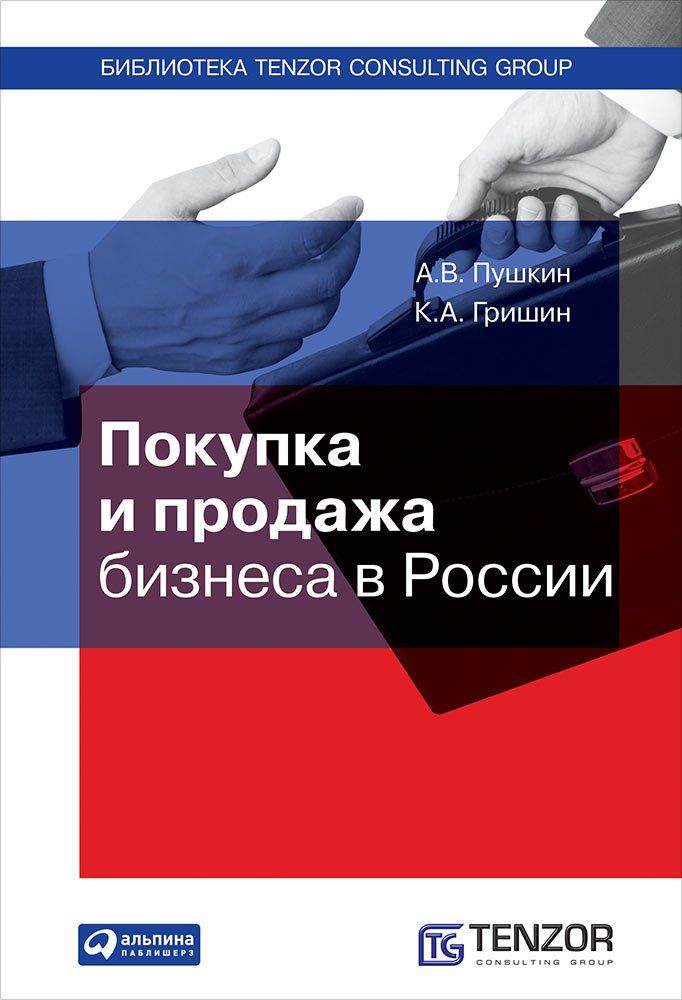 БИБЛИОТЕКА TENZOR CONSULTING GROUP
А.В. Пушкин
К.А. Гришин
Покупка
и продажа
бизнеса в России
альпина
ПАБЛИШЕРЗ
TG TENZOR
CONSULTING GROUP